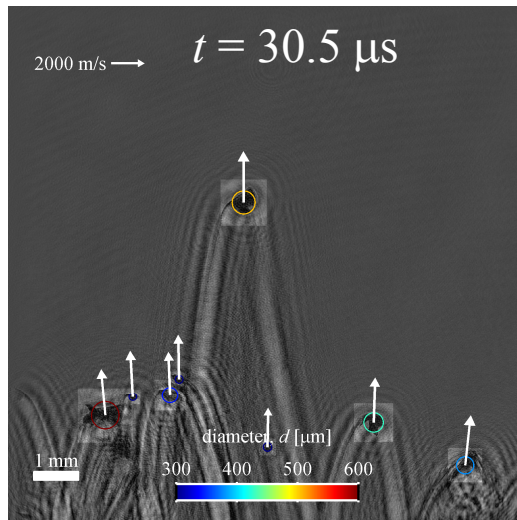 t = 30.5 μs
2000 m/s
diameter, d [μm]
1 mm
300 400 500 600